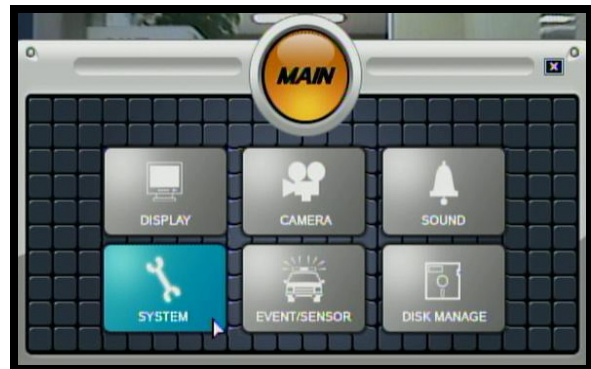 MAIN
DISPLAY
CAMERA
SOUND
SYSTEM
EVENT/SENSOR
DISK MANAGE